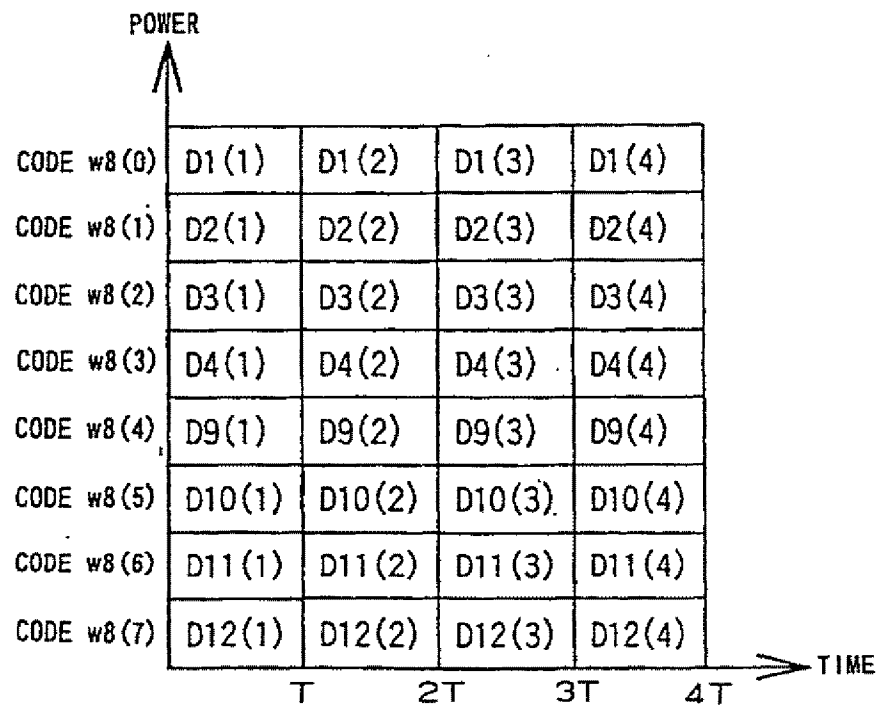 POWER
CODE w8(0) D1(1) D1(2) D1(3) D1(4)
CODE w8(1) D2(1) D2(2) D2(3) D2(4)
CODE w8(2) D3(1) D3(2) D3(3) D3(4)
CODE w8(3) D4(1) D4(2) D4(3) D4(4)
CODE w8(4) D9(1) D9(2) D9(3) D9(4)
CODE w8(5) D10(1) D10(2) D10(3) D10(4)
CODE w8(6) D11(1) D11(2) D11(3) D11(4)
CODE w8(7) D12(1) D12(2) D12(3) D12(4)
TIME
T 2T 3T 4T